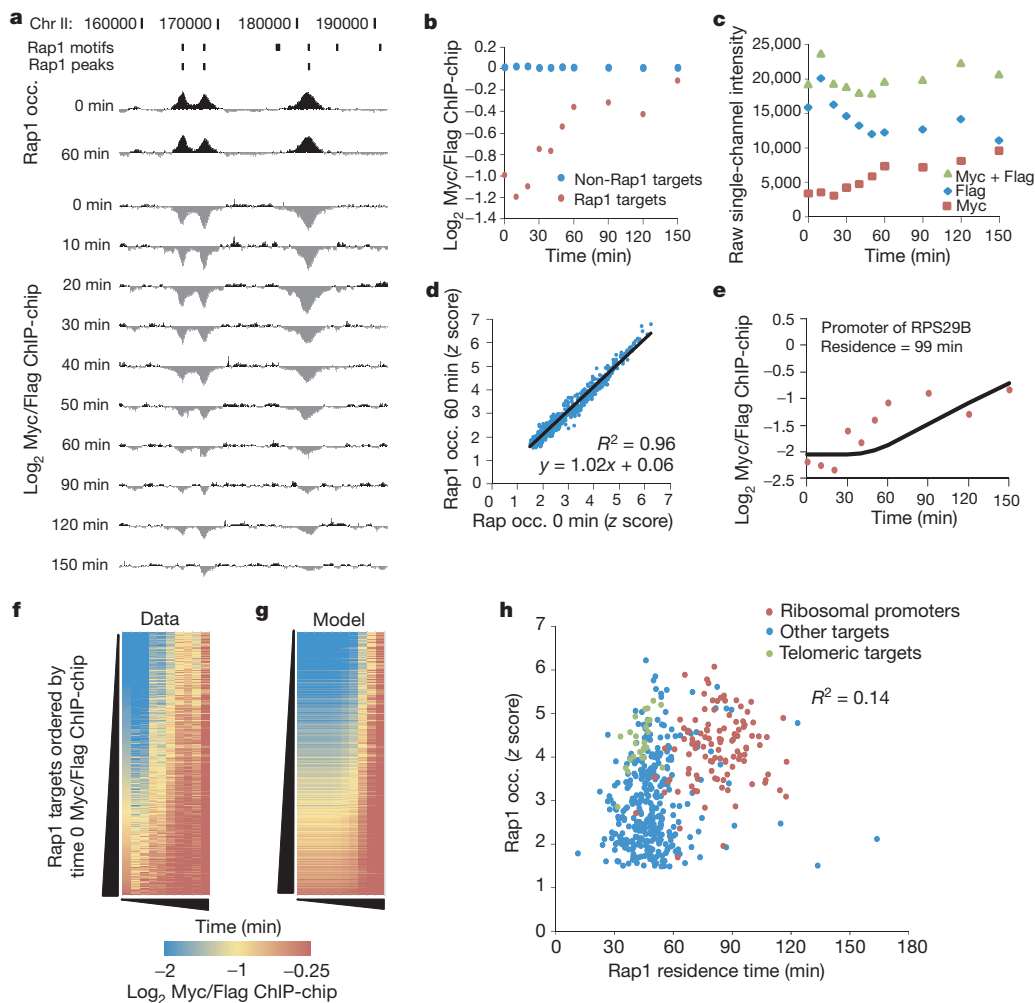 a
Chr II: 160000 170000 180000 190000
Rap1 motifs
Rap1 peaks
Rap1 occ.
0 min
60 min
Log2 Myc/Flag ChIP-chip
0 min
10 min
20 min
30 min
40 min
50 min
60 min
90 min
120 min
150 min
b
Log2 Myc/Flag ChIP-chip
0.2
0
−0.2
−0.4
−0.6
−0.8
−1.0
−1.2
−1.4
Non-Rap1 targets
Rap1 targets
0 30 60 90 120 150
Time (min)
c
Raw single-channel intensity
25,000
20,000
15,000
10,000
5,000
0
Myc + Flag
Flag
Myc
0 30 60 90 120 150
Time (min)
d
Rap1 occ. 60 min (z score)
7
6
5
4
3
2
1
0
R2 = 0.96
y = 1.02x + 0.06
0 1 2 3 4 5 6 7
Rap occ. 0 min (z score)
e
Log2 Myc/Flag ChIP-chip
0.5
0
−0.5
−1
−1.5
−2
−2.5
Promoter of RPS29B
Residence = 99 min
0 30 60 90 120 150
Time (min)
f
Data
Rap1 targets ordered by
time 0 Myc/Flag ChIP-chip
g
Model
Time (min)
−2 −1 −0.25
Log2 Myc/Flag ChIP-chip
h
Rap1 occ. (z score)
7
6
5
4
3
2
1
0
Ribosomal promoters
Other targets
Telomeric targets
R2 = 0.14
0 30 60 90 120 150 180
Rap1 residence time (min)